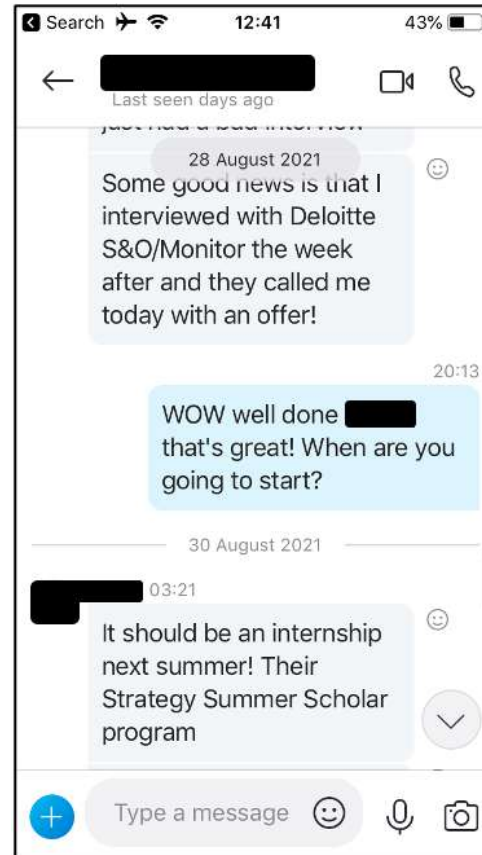 Search 12:41 43%
Last seen days ago
28 August 2021
Some good news is that I
interviewed with Deloitte
S&O/Monitor the week
after and they called me
today with an offer!
20:13
WOW well done
that's great! When are you
going to start?
30 August 2021
03:21
It should be an internship
next summer! Their
Strategy Summer Scholar
program
Type a message